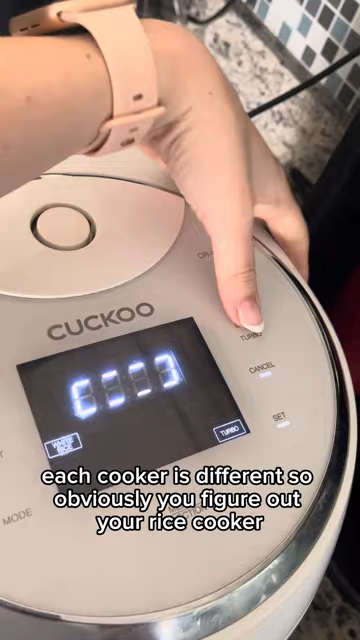 CUCKOO
TURBO
CANCEL
WHITE
RICE
TURBO
SET
MODE
each cooker is different so
obviously you figure out
your rice cooker